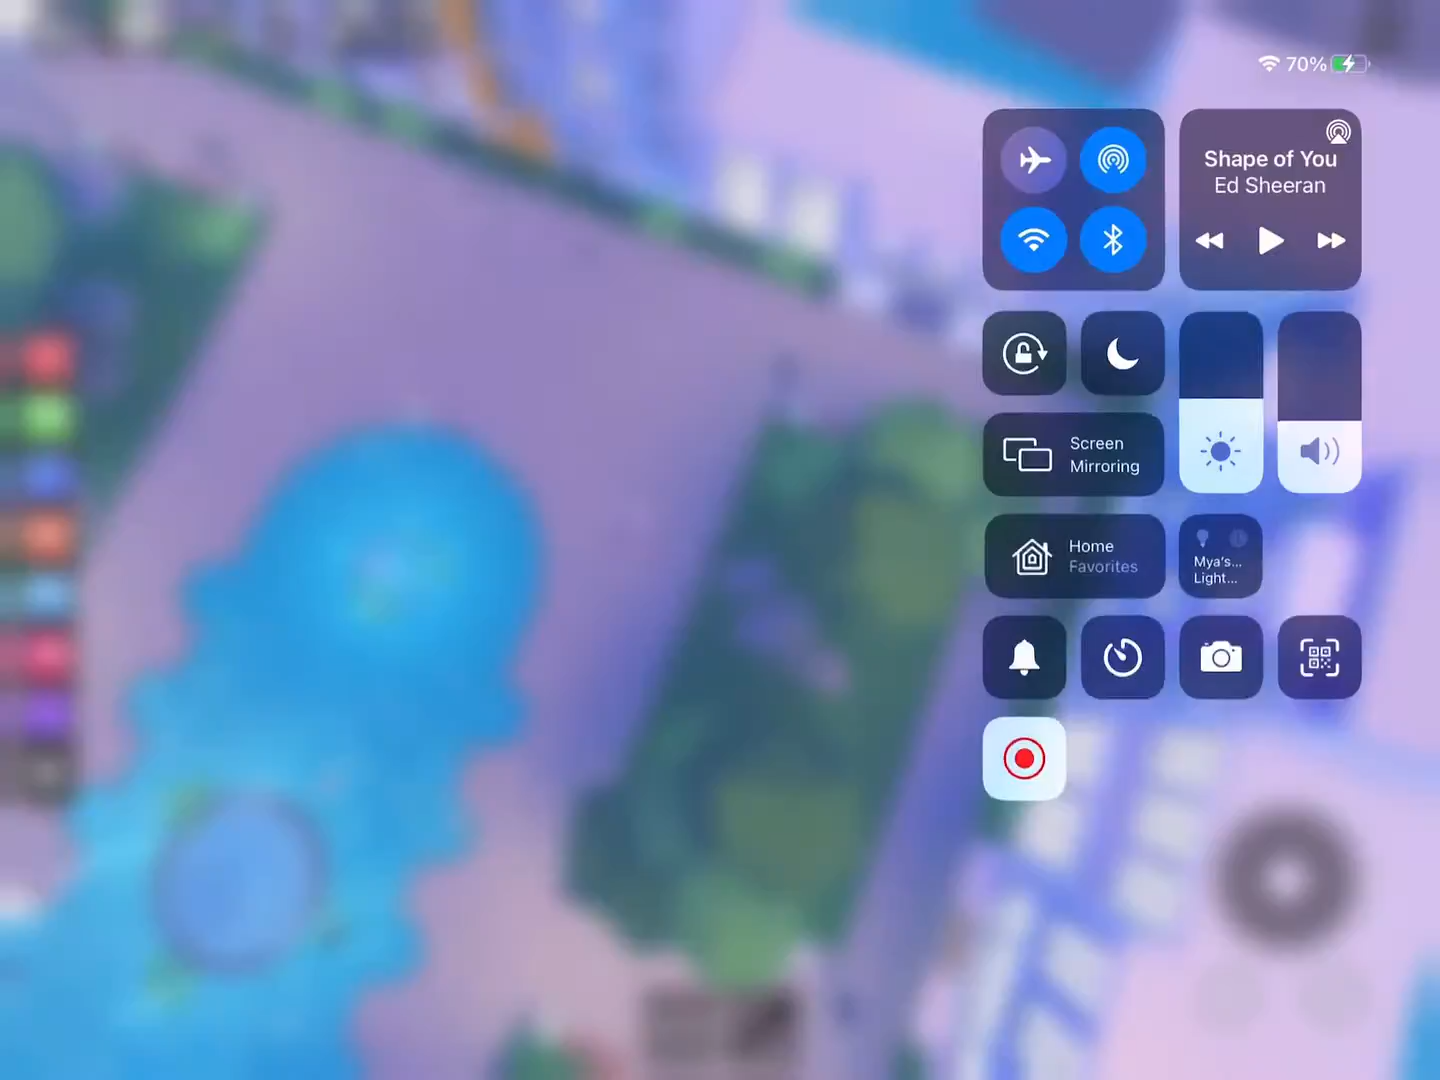 70%
Shape of You
Ed Sheeran
Screen
Mirroring
Home
Favorites
Mya's...
Light...